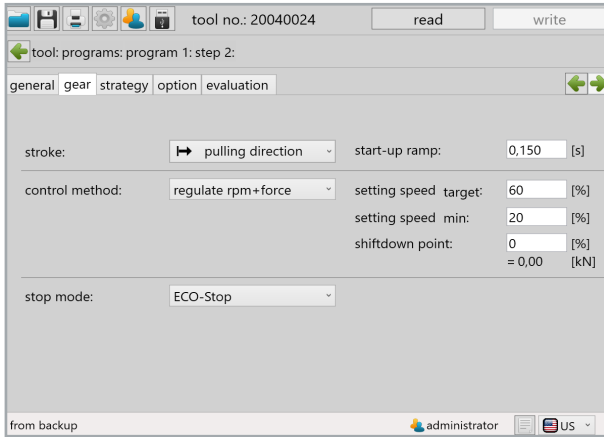 tool no.: 20040024 read write
tool: programs: program 1: step 2:
general gear strategy option evaluation
stroke: pulling direction start-up ramp: 0,150 [s]
control method: regulate rpm+force setting speed target: 60 [%]
setting speed min: 20 [%]
shiftdown point: 0 [%]
= 0,00 [kN]
stop mode: ECO-Stop
from backup administrator US